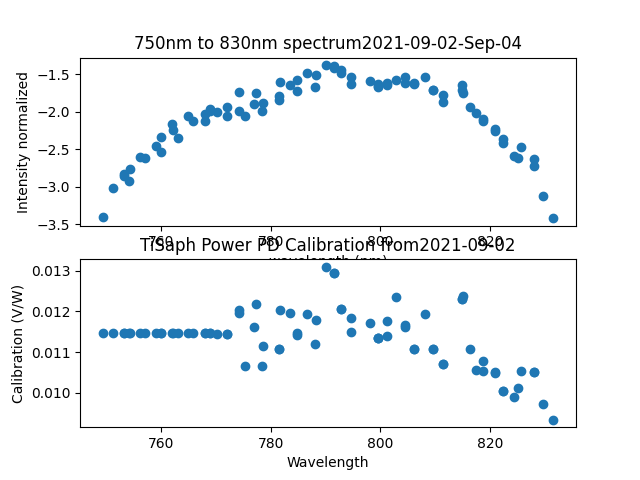 750nm to 830nm spectrum2021-09-02-Sep-04
Intensity normalized
−1.5
−2.0
−2.5
−3.0
−3.5
760 780 800 820
wavelength (nm)
TiSaph Power PD Calibration from2021-09-02
Calibration (V/W)
0.013
0.012
0.011
0.010
760 780 800 820
Wavelength